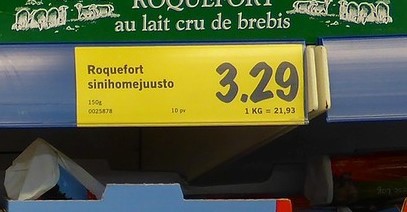 ROQUEFORT
au lait cru de brebis
Roquefort
sinihomejuusto
3.29
150g
0025878 10 pv 1 KG = 21,93